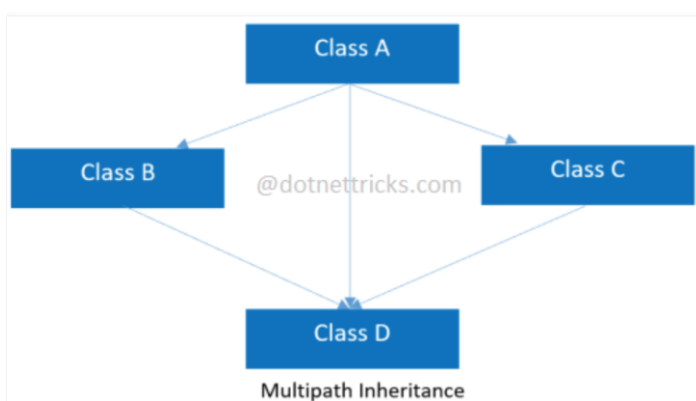 Class A
Class B
@dotnettricks.com
Class C
Class D
Multipath Inheritance